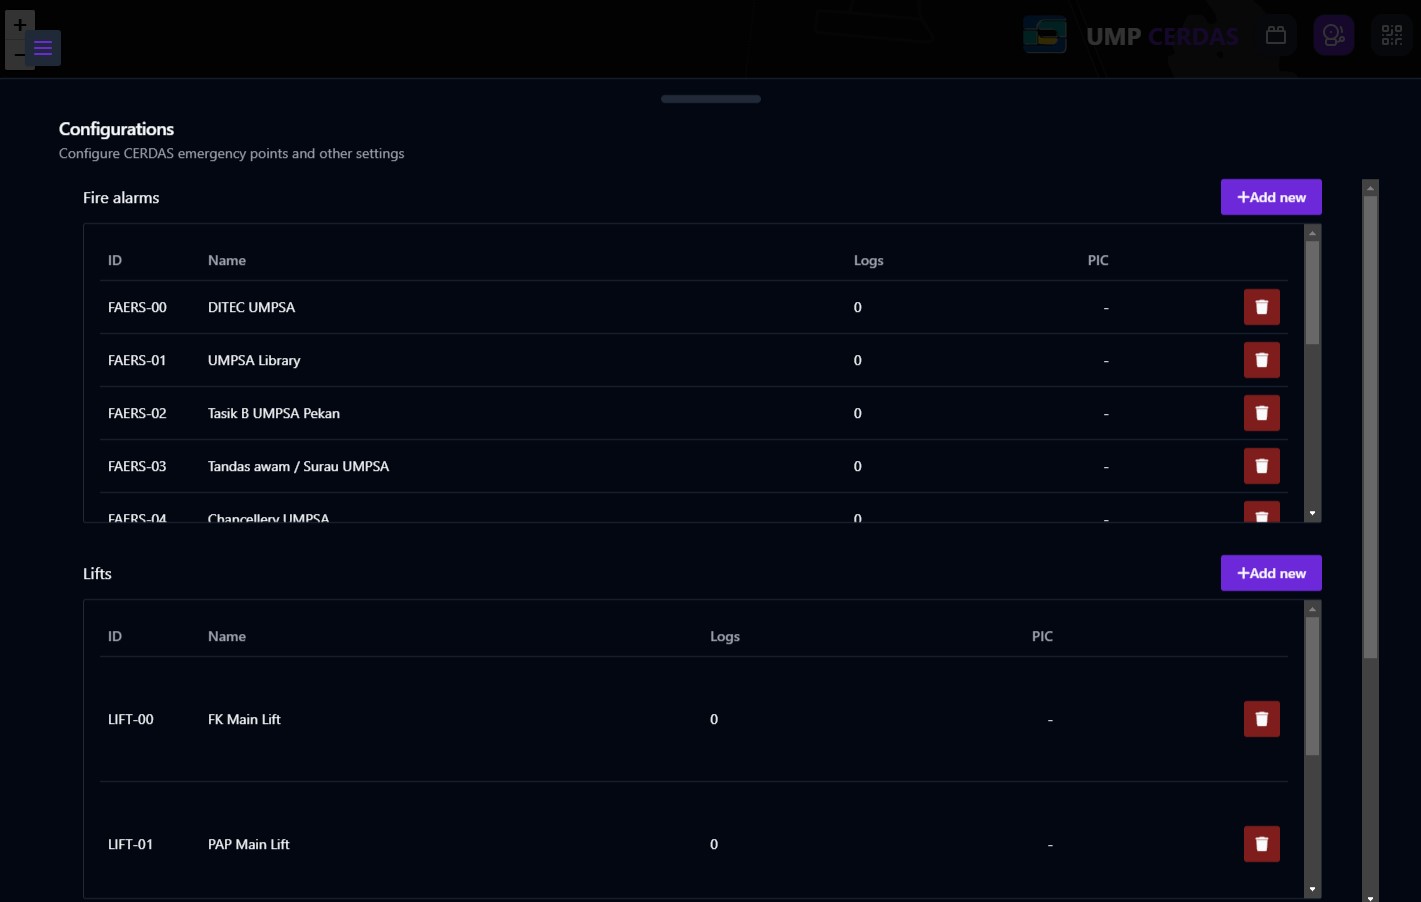 +
−
UMP CERDAS
Configurations
Configure CERDAS emergency points and other settings
Fire alarms
+Add new
ID Name Logs PIC
FAERS-00 DITEC UMPSA 0 -
FAERS-01 UMPSA Library 0 -
FAERS-02 Tasik B UMPSA Pekan 0 -
FAERS-03 Tandas awam / Surau UMPSA 0 -
FAERS-04 Chancellery UMPSA 0 -
Lifts
+Add new
ID Name Logs PIC
LIFT-00 FK Main Lift 0 -
LIFT-01 PAP Main Lift 0 -